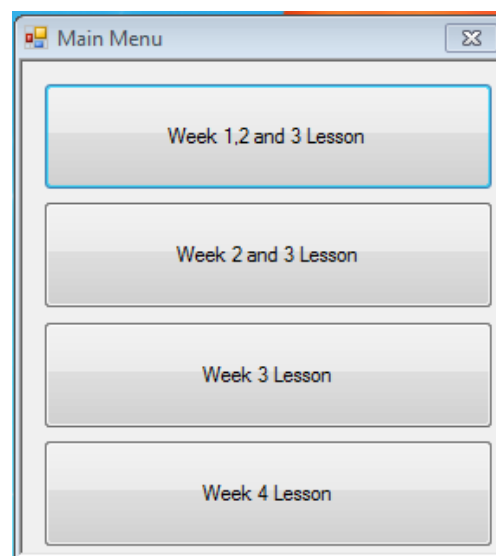 Main Menu
Week 1,2 and 3 Lesson
Week 2 and 3 Lesson
Week 3 Lesson
Week 4 Lesson